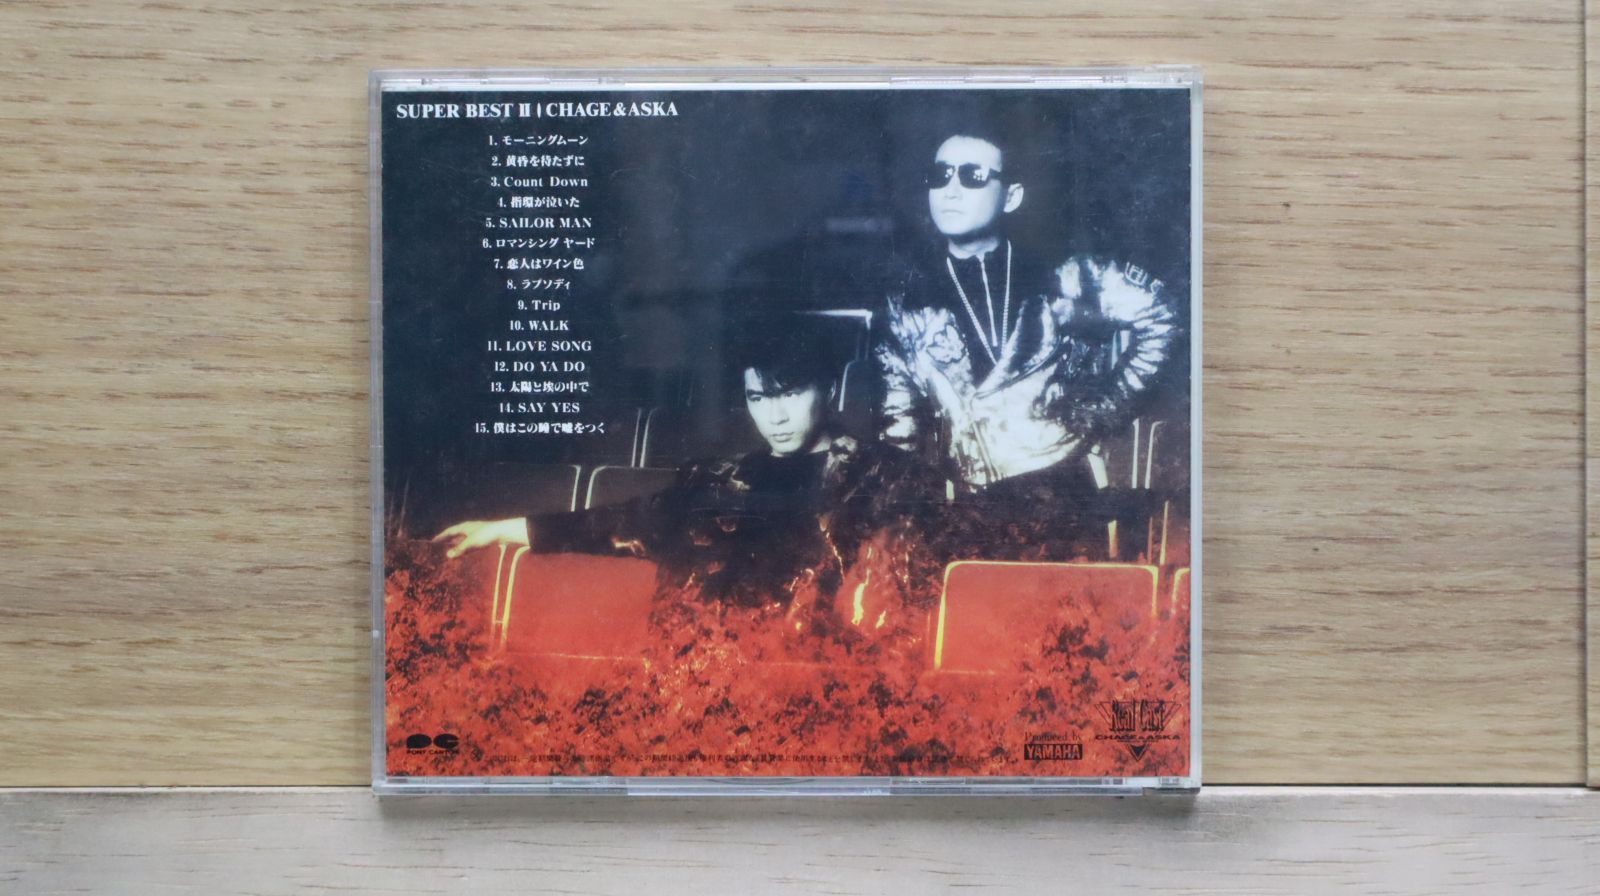 SUPER BEST II | CHAGE&ASKA
1. モーニングムーン
2. 黄昏を待たずに
3. Count Down
4. 指環が泣いた
5. SAILOR MAN
6. ロマンシング ヤード
7. 恋人はワイン色
8. ラプソディ
9. Trip
10. WALK
11. LOVE SONG
12. DO YA DO
13. 太陽と埃の中で
14. SAY YES
15. 僕はこの瞳で嘘をつく
Real Cast
CHAGE&ASKA
Produced by
YAMAHA
PONY CANYON